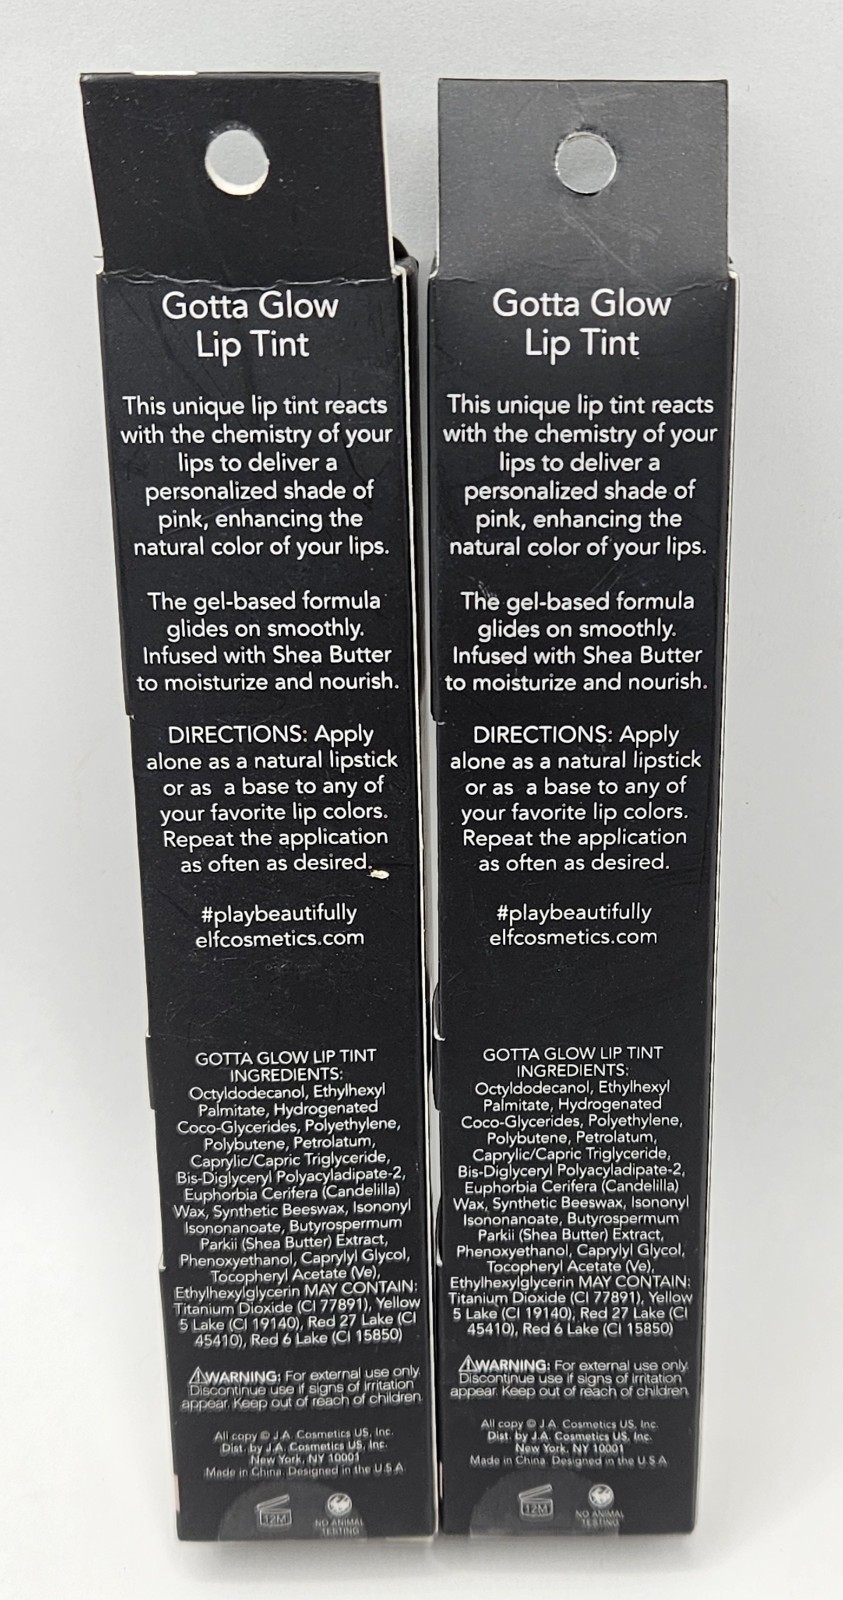 Gotta Glow
Lip Tint
This unique lip tint reacts
with the chemistry of your
lips to deliver a
personalized shade of
pink, enhancing the
natural color of your lips.
The gel-based formula
glides on smoothly.
Infused with Shea Butter
to moisturize and nourish.
DIRECTIONS: Apply
alone as a natural lipstick
or as a base to any of
your favorite lip colors.
Repeat the application
as often as desired.
#playbeautifully
elfcosmetics.com
GOTTA GLOW LIP TINT
INGREDIENTS:
Octyldodecanol, Ethylhexyl
Palmitate, Hydrogenated
Coco-Glycerides, Polyethylene,
Polybutene, Petrolatum,
Caprylic/Capric Triglyceride,
Bis-Diglyceryl Polyacyladipate-2,
Euphorbia Cerifera (Candelilla)
Wax, Synthetic Beeswax, Isononyl
Isononanoate, Butyrospermum
Parkii (Shea Butter) Extract,
Phenoxyethanol, Caprylyl Glycol,
Tocopheryl Acetate (Ve),
Ethylhexylglycerin MAY CONTAIN:
Titanium Dioxide (CI 77891), Yellow
5 Lake (CI 19140), Red 27 Lake (CI
45410), Red 6 Lake (CI 15850)
⚠WARNING: For external use only.
Discontinue use if signs of irritation
appear. Keep out of reach of children.
All copy © J.A. Cosmetics US, Inc.
Dist. by J.A. Cosmetics US, Inc.
New York, NY 10001
Made in China. Designed in the U.S.A.
12M
NO ANIMAL
TESTING
Gotta Glow
Lip Tint
This unique lip tint reacts
with the chemistry of your
lips to deliver a
personalized shade of
pink, enhancing the
natural color of your lips.
The gel-based formula
glides on smoothly.
Infused with Shea Butter
to moisturize and nourish.
DIRECTIONS: Apply
alone as a natural lipstick
or as a base to any of
your favorite lip colors.
Repeat the application
as often as desired.
#playbeautifully
elfcosmetics.com
GOTTA GLOW LIP TINT
INGREDIENTS:
Octyldodecanol, Ethylhexyl
Palmitate, Hydrogenated
Coco-Glycerides, Polyethylene,
Polybutene, Petrolatum,
Caprylic/Capric Triglyceride,
Bis-Diglyceryl Polyacyladipate-2,
Euphorbia Cerifera (Candelilla)
Wax, Synthetic Beeswax, Isononyl
Isononanoate, Butyrospermum
Parkii (Shea Butter) Extract,
Phenoxyethanol, Caprylyl Glycol,
Tocopheryl Acetate (Ve),
Ethylhexylglycerin MAY CONTAIN:
Titanium Dioxide (CI 77891), Yellow
5 Lake (CI 19140), Red 27 Lake (CI
45410), Red 6 Lake (CI 15850)
⚠WARNING: For external use only.
Discontinue use if signs of irritation
appear. Keep out of reach of children.
All copy © J.A. Cosmetics US, Inc.
Dist. by J.A. Cosmetics US, Inc.
New York, NY 10001
Made in China. Designed in the U.S.A.
12M
NO ANIMAL
TESTING